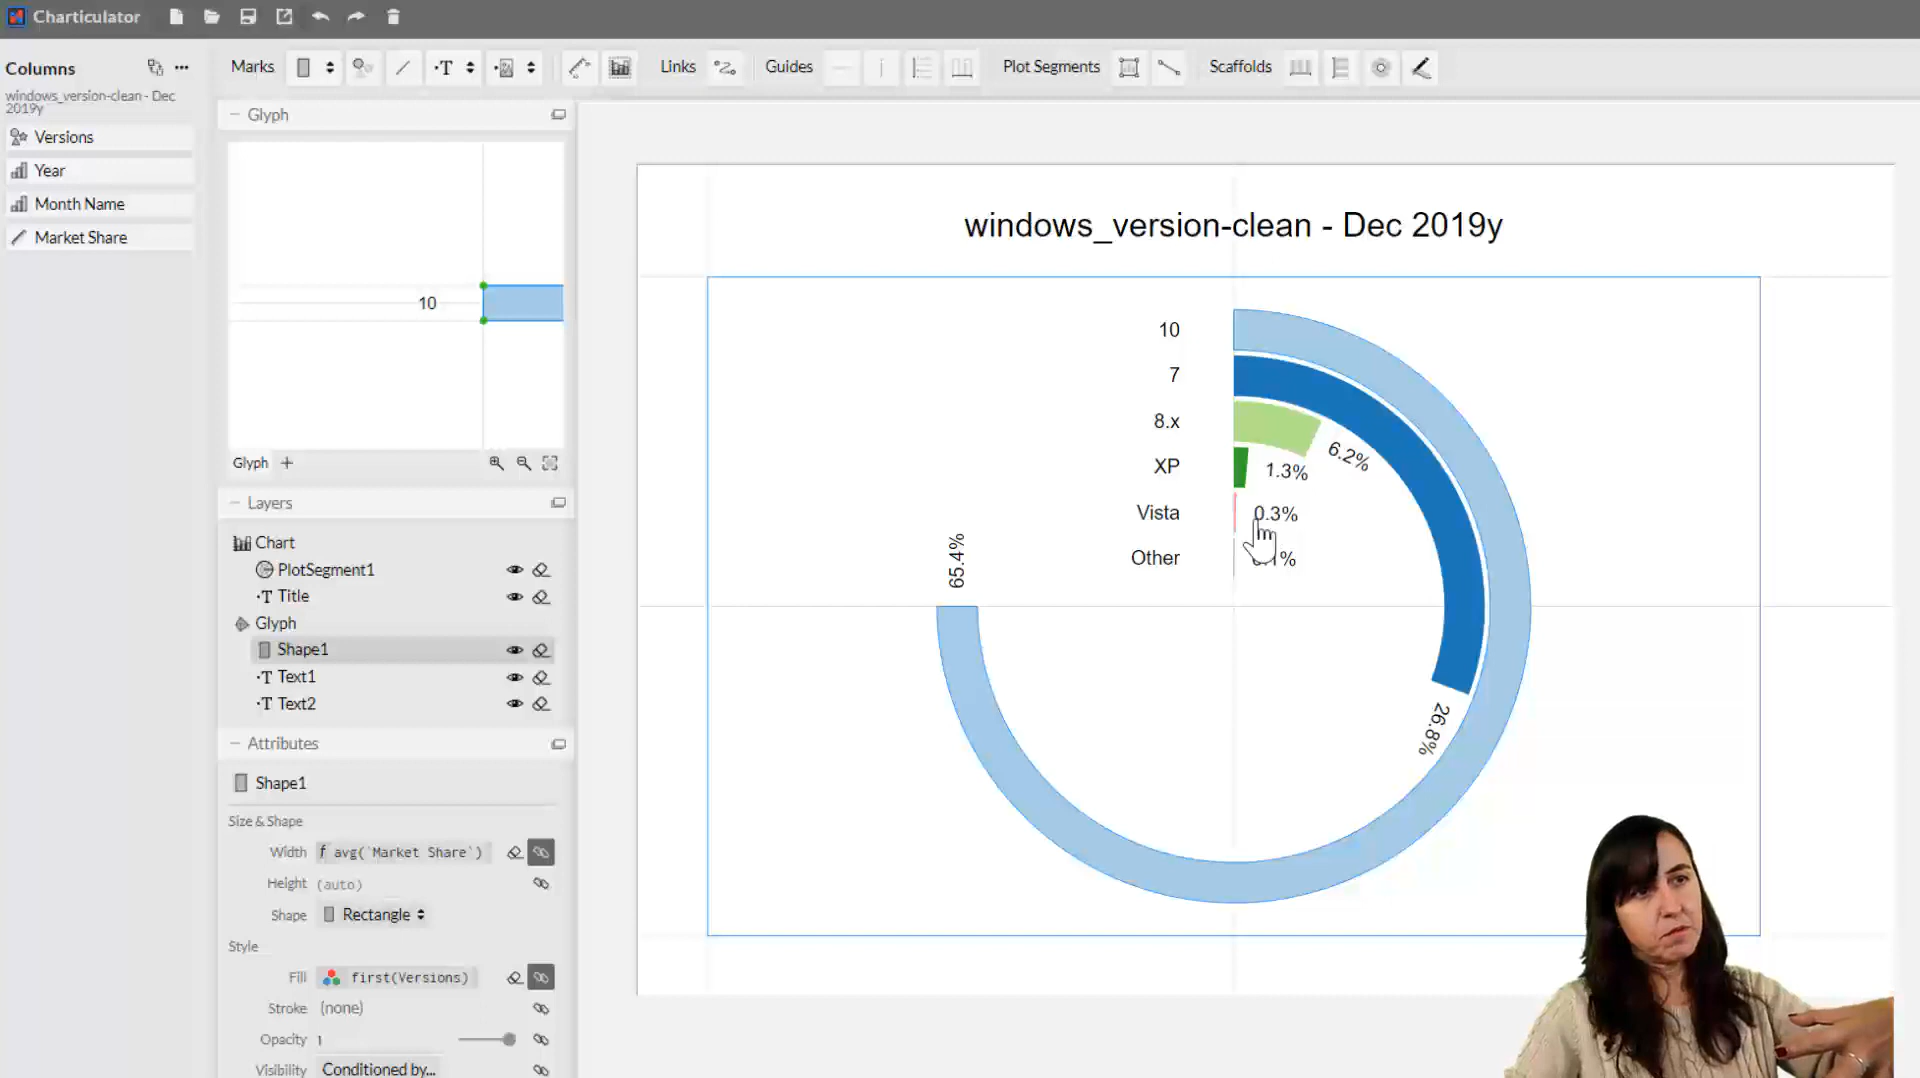 Charticulator
Columns
windows_version-clean - Dec
2019y
Versions
Year
Month Name
Market Share
Marks
Links
Guides
Plot Segments
Scaffolds
Glyph
10
Glyph
Layers
Chart
PlotSegment1
Title
Glyph
Shape1
Text1
Text2
Attributes
Shape1
Size & Shape
Width f avg(`Market Share`)
Height (auto)
Shape Rectangle
Style
Fill first(Versions)
Stroke (none)
Opacity 1
Visibility Conditioned by...
windows_version-clean - Dec 2019y
10
7
8.x
6.2%
XP
1.3%
Vista
0.3%
Other
65.4%
26.8%